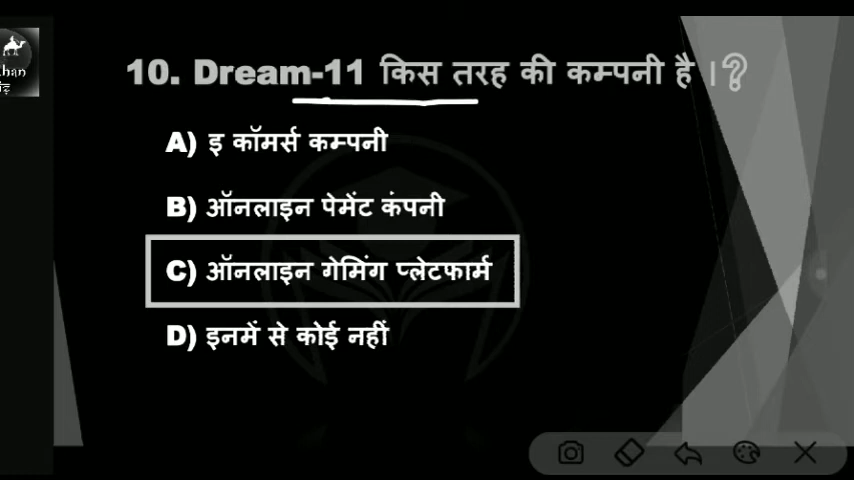 10. Dream-11 किस तरह की कम्पनी है ।?
A) इ कॉमर्स कम्पनी
B) ऑनलाइन पेमेंट कंपनी
C) ऑनलाइन गेमिंग प्लेटफार्म
D) इनमें से कोई नहीं